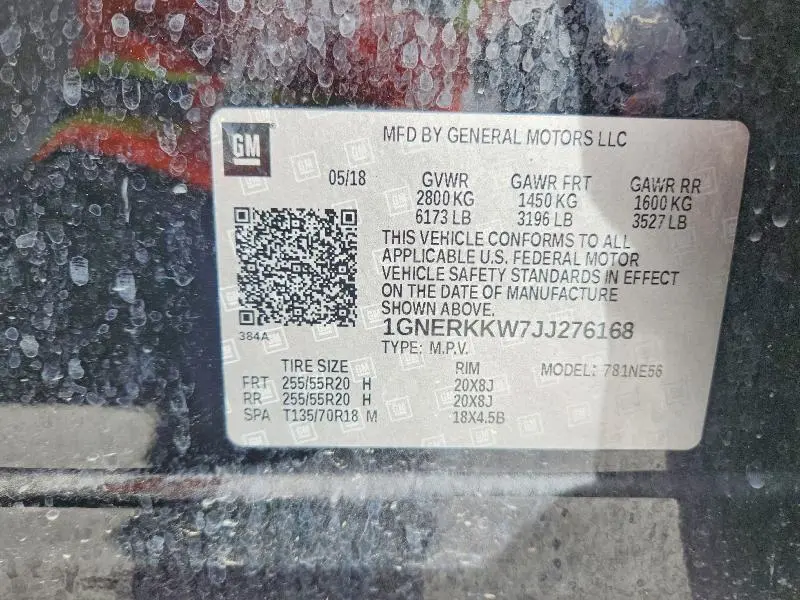 GM
MFD BY GENERAL MOTORS LLC
05/18 GVWR GAWR FRT GAWR RR
2800 KG 1450 KG 1600 KG
6173 LB 3196 LB 3527 LB
THIS VEHICLE CONFORMS TO ALL
APPLICABLE U.S. FEDERAL MOTOR
VEHICLE SAFETY STANDARDS IN EFFECT
ON THE DATE OF MANUFACTURE
SHOWN ABOVE.
1GNERKKW7JJ276168
384A
TYPE: M.P.V.
TIRE SIZE RIM MODEL: 781NE56
FRT 255/55R20 H 20X8J
RR 255/55R20 H 20X8J
SPA T135/70R18 M 18X4.5B